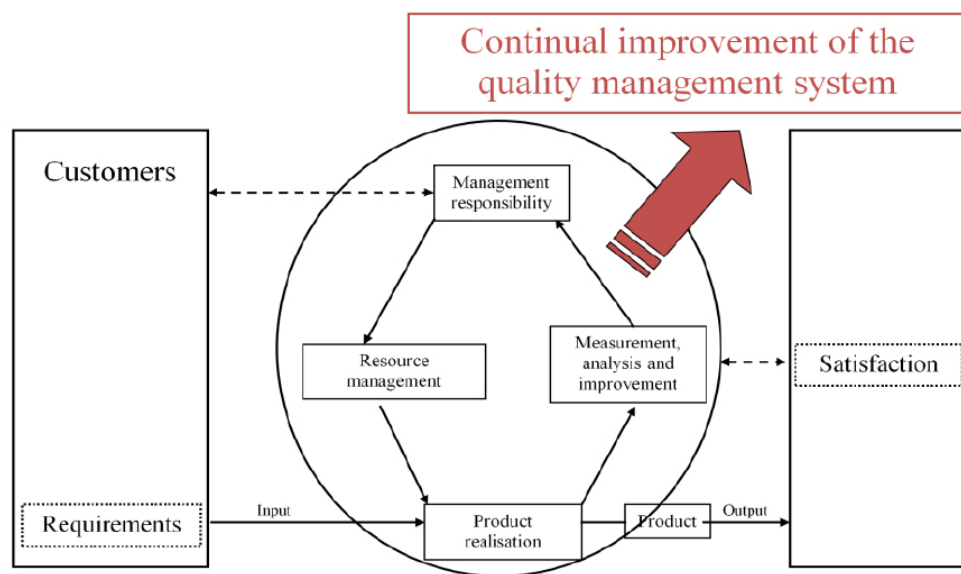 Continual improvement of the
quality management system
Customers
Management
responsibility
Resource
management
Measurement,
analysis and
improvement
Satisfaction
Requirements
Input
Product
realisation
Product
Output